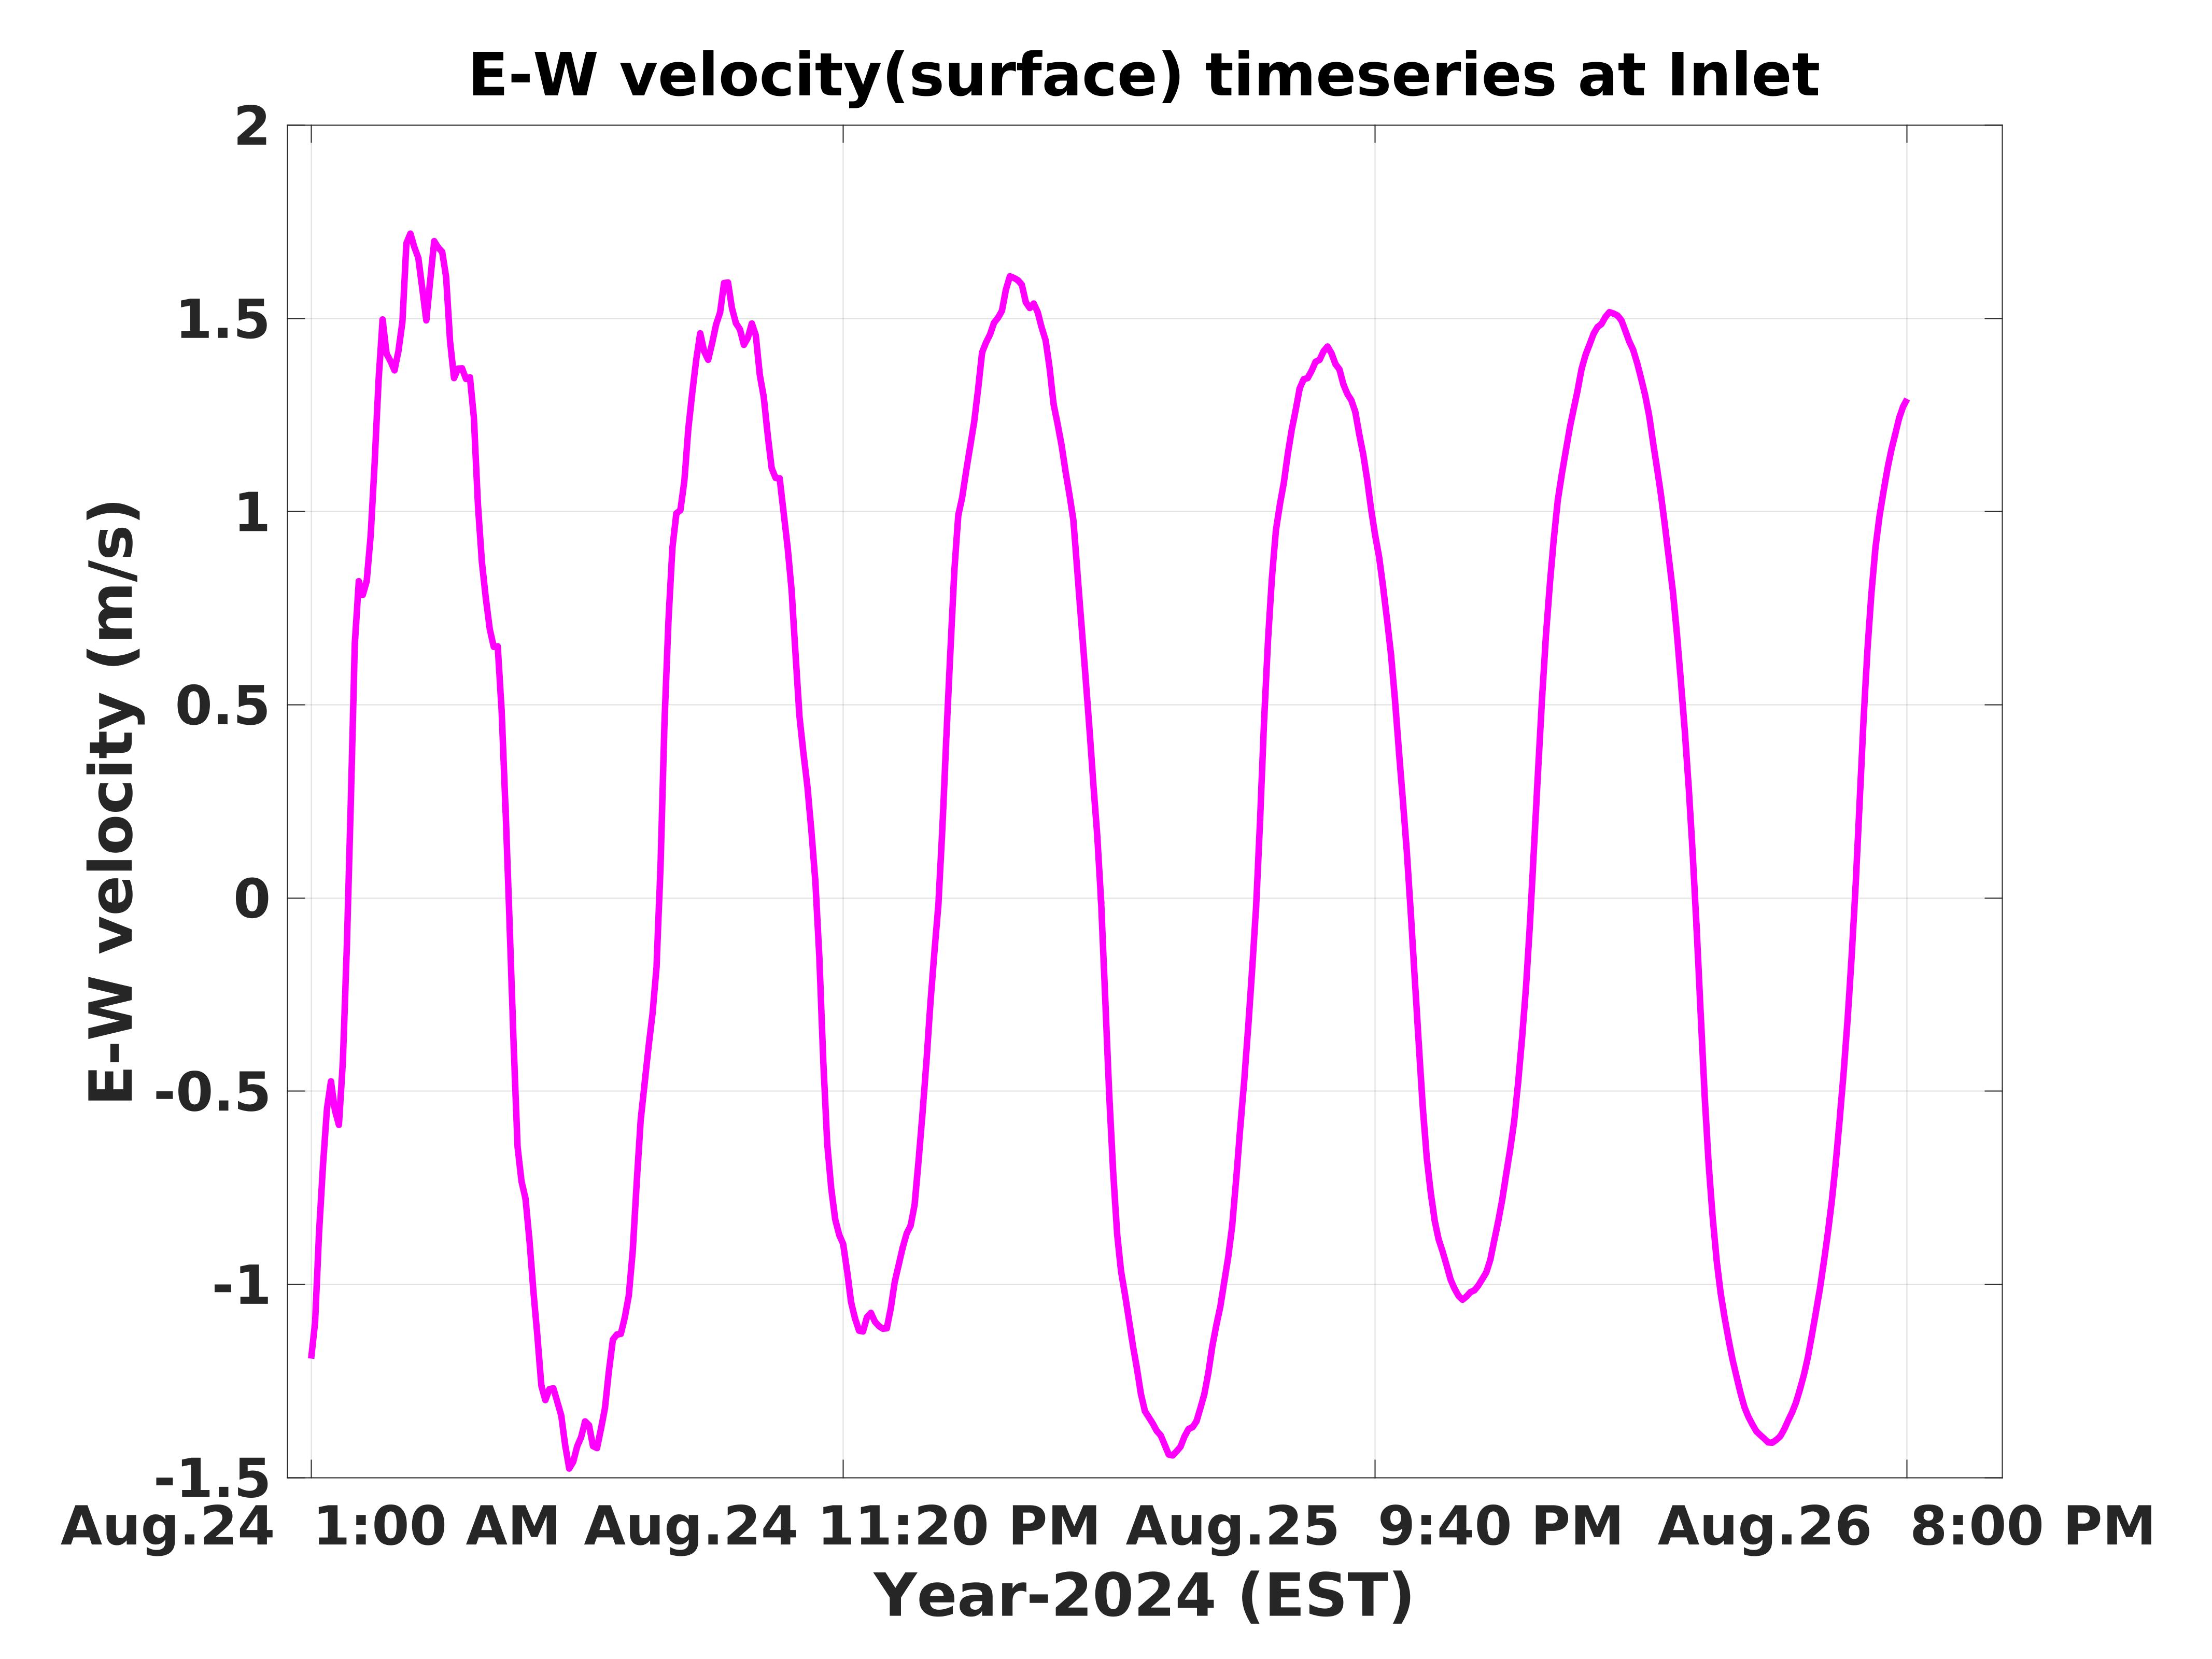 E-W velocity(surface) timeseries at Inlet
E-W velocity (m/s)
2
1.5
1
0.5
0
-0.5
-1
-1.5
Aug.24 1:00 AM Aug.24 11:20 PM Aug.25 9:40 PM Aug.26 8:00 PM
Year-2024 (EST)